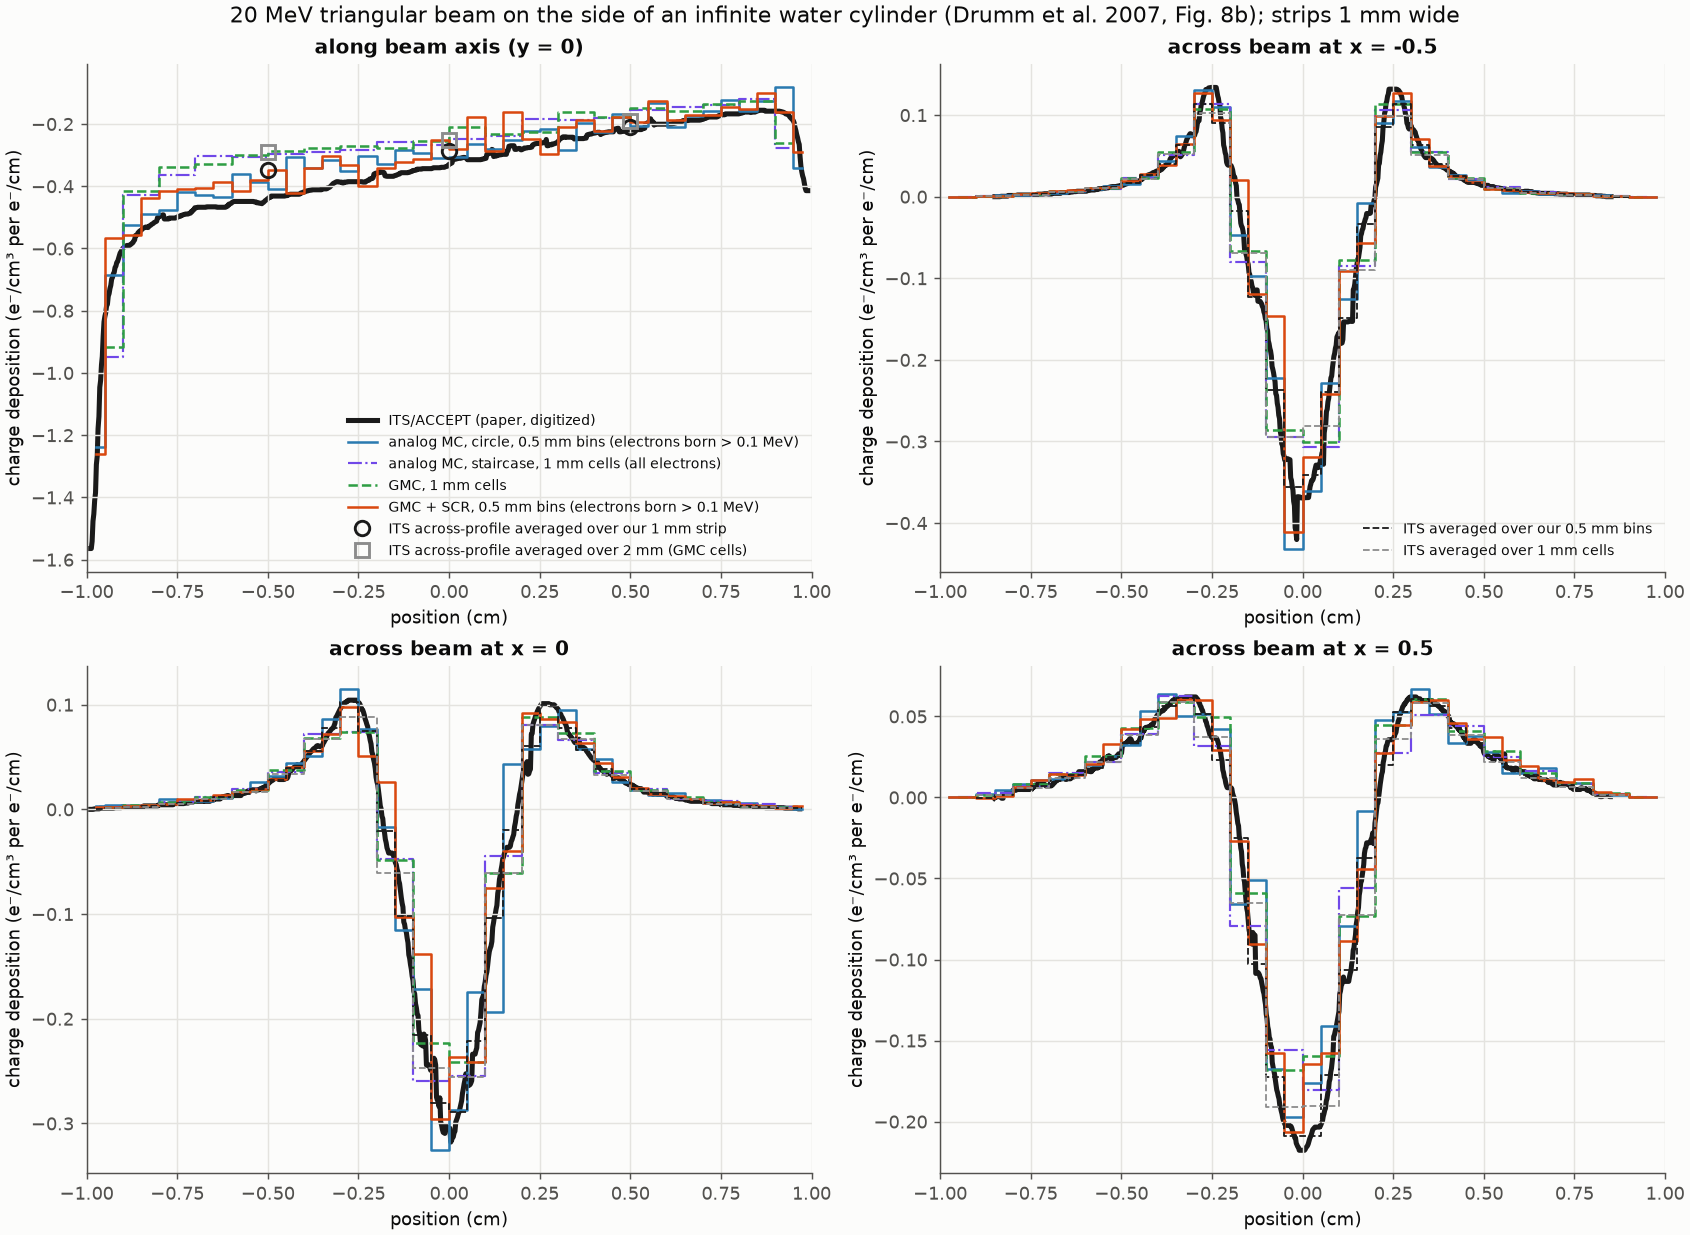 20 MeV triangular beam on the side of an infinite water cylinder (Drumm et al. 2007, Fig. 8b); strips 1 mm wide
along beam axis (y = 0)
charge deposition (e⁻/cm³ per e⁻/cm)
−0.2
−0.4
−0.6
−0.8
−1.0
−1.2
−1.4
−1.6
ITS/ACCEPT (paper, digitized)
analog MC, circle, 0.5 mm bins (electrons born > 0.1 MeV)
analog MC, staircase, 1 mm cells (all electrons)
GMC, 1 mm cells
GMC + SCR, 0.5 mm bins (electrons born > 0.1 MeV)
ITS across-profile averaged over our 1 mm strip
ITS across-profile averaged over 2 mm (GMC cells)
−1.00 −0.75 −0.50 −0.25 0.00 0.25 0.50 0.75 1.00
position (cm)
across beam at x = -0.5
charge deposition (e⁻/cm³ per e⁻/cm)
0.1
0.0
−0.1
−0.2
−0.3
−0.4
ITS averaged over our 0.5 mm bins
ITS averaged over 1 mm cells
−1.00 −0.75 −0.50 −0.25 0.00 0.25 0.50 0.75 1.00
position (cm)
across beam at x = 0
charge deposition (e⁻/cm³ per e⁻/cm)
0.1
0.0
−0.1
−0.2
−0.3
−1.00 −0.75 −0.50 −0.25 0.00 0.25 0.50 0.75 1.00
position (cm)
across beam at x = 0.5
charge deposition (e⁻/cm³ per e⁻/cm)
0.05
0.00
−0.05
−0.10
−0.15
−0.20
−1.00 −0.75 −0.50 −0.25 0.00 0.25 0.50 0.75 1.00
position (cm)